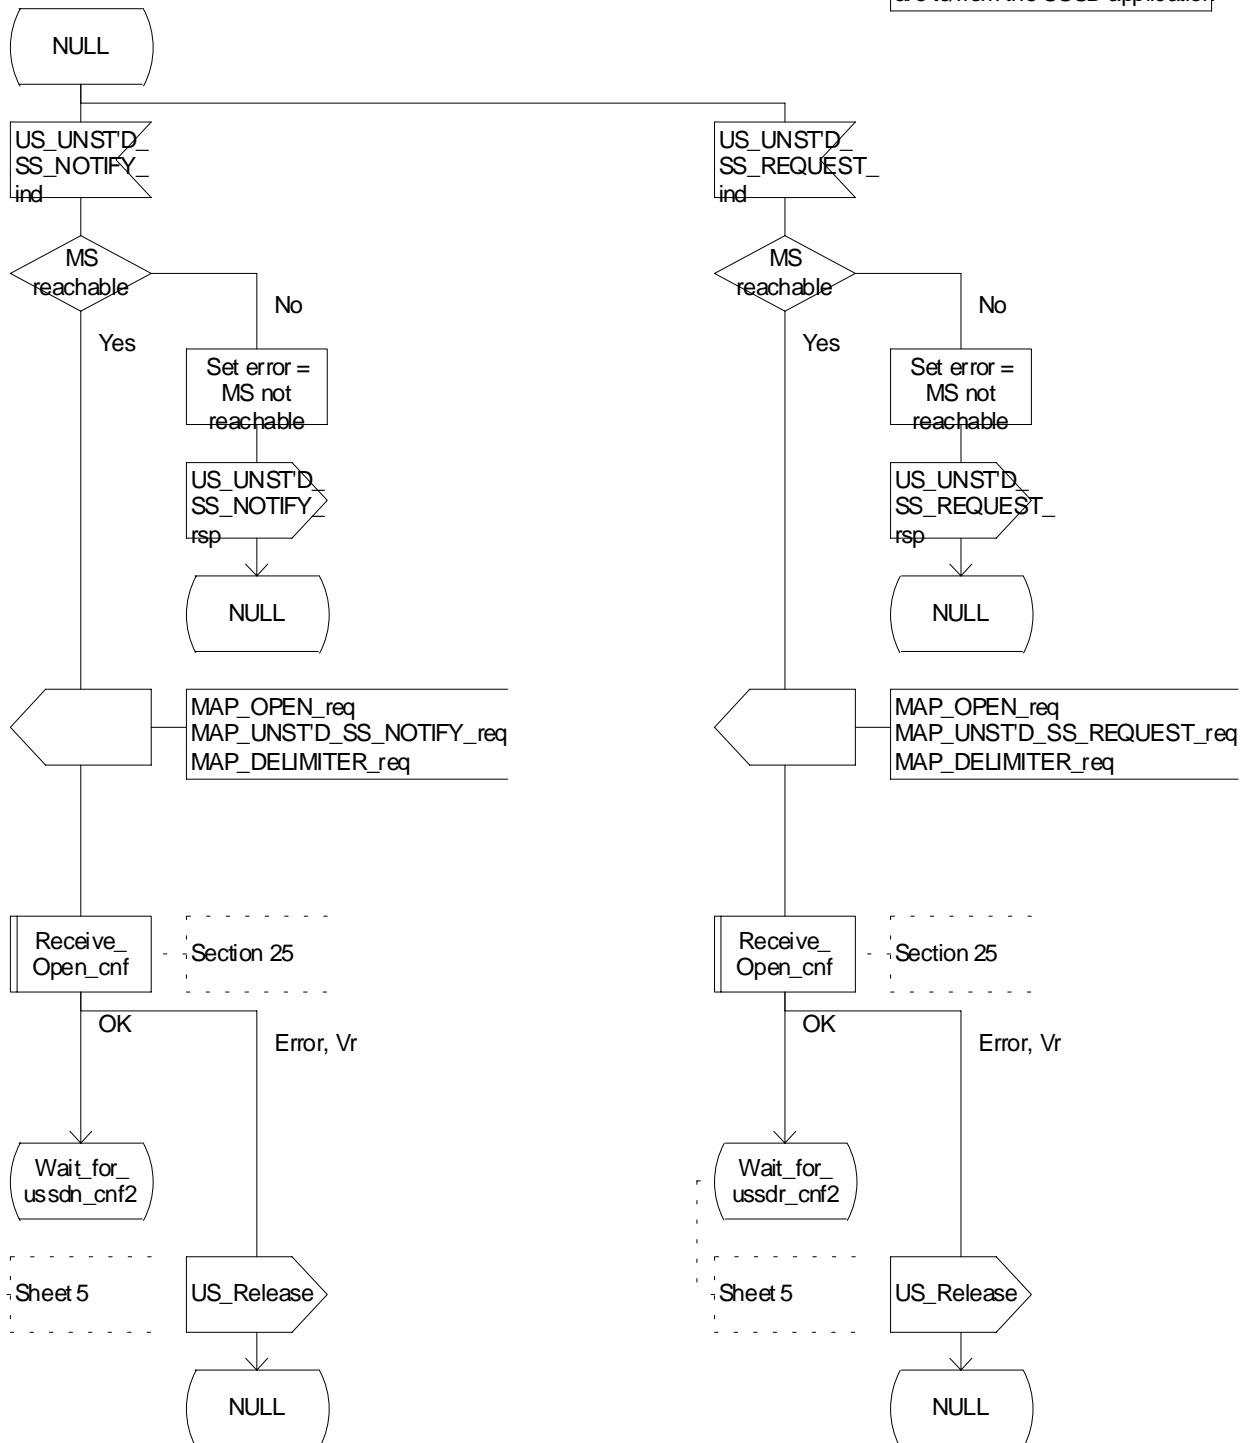 are to/from the USSD application
NULL
US_UNST'D_
SS_NOTIFY_
ind
US_UNST'D_
SS_REQUEST_
ind
MS
reachable
No
Yes
MS
reachable
No
Yes
Set error =
MS not
reachable
Set error =
MS not
reachable
US_UNST'D_
SS_NOTIFY_
rsp
US_UNST'D_
SS_REQUEST_
rsp
NULL
NULL
MAP_OPEN_req
MAP_UNST'D_SS_NOTIFY_req
MAP_DELIMITER_req
MAP_OPEN_req
MAP_UNST'D_SS_REQUEST_req
MAP_DELIMITER_req
Receive_
Open_cnf
Section 25
Receive_
Open_cnf
Section 25
OK
Error, Vr
OK
Error, Vr
Wait_for_
ussdn_cnf2
Wait_for_
ussdr_cnf2
Sheet 5
US_Release
Sheet 5
US_Release
NULL
NULL